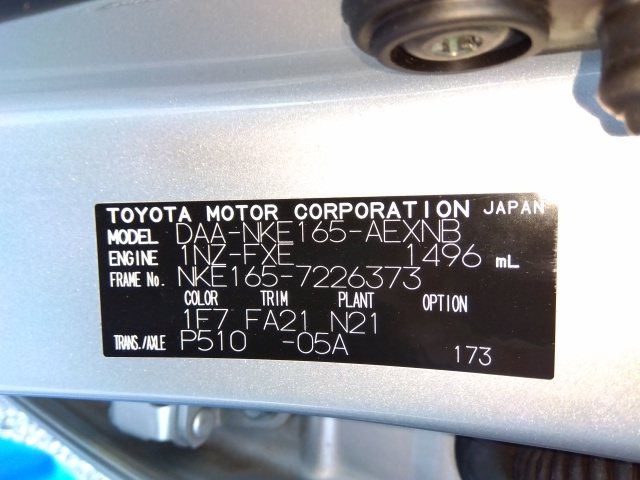 TOYOTA MOTOR CORPORATION JAPAN
MODEL DAA-NKE165-AEXNB
ENGINE 1NZ-FXE 1496 mL
FRAME No. NKE165-7226373
COLOR TRIM PLANT OPTION
1F7 FA21 N21
TRANS./AXLE P510 -05A 173